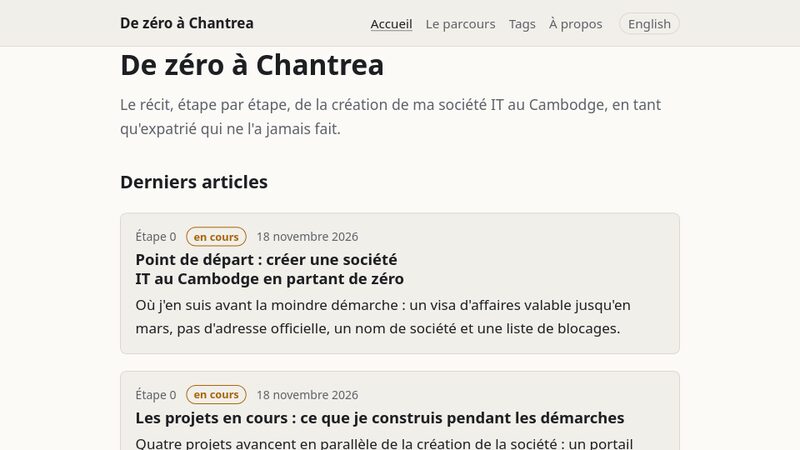 De zéro à Chantrea
Accueil Le parcours Tags À propos English
De zéro à Chantrea
Le récit, étape par étape, de la création de ma société IT au Cambodge, en tant
qu'expatrié qui ne l'a jamais fait.
Derniers articles
Étape 0 en cours 18 novembre 2026
Point de départ : créer une société
IT au Cambodge en partant de zéro
Où j'en suis avant la moindre démarche : un visa d'affaires valable jusqu'en
mars, pas d'adresse officielle, un nom de société et une liste de blocages.
Étape 0 en cours 18 novembre 2026
Les projets en cours : ce que je construis pendant les démarches
Quatre projets avancent en parallèle de la création de la société : un portail